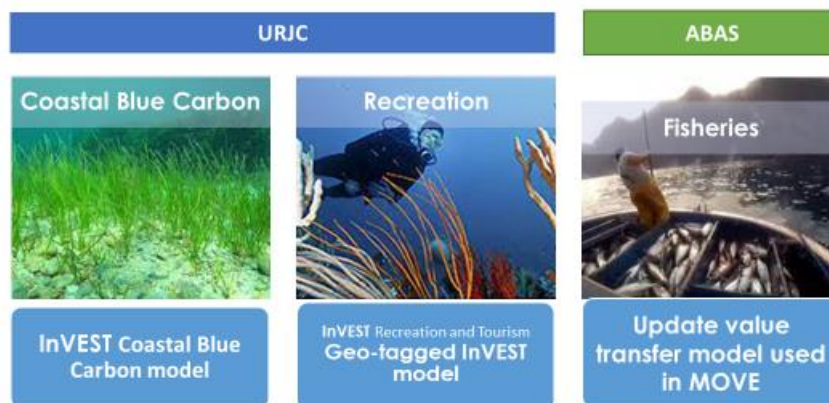 URJC
ABAS
Coastal Blue Carbon
Recreation
Fisheries
InVEST Coastal Blue
Carbon model
InVEST Recreation and Tourism
Geo-tagged InVEST
model
Update value
transfer model used
in MOVE